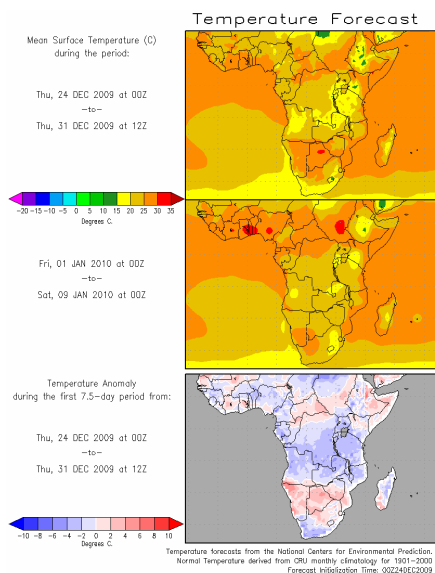 Temperature Forecast
Mean Surface Temperature (C)
during the period:
Thu, 24 DEC 2009 at 00Z
-to-
Thu, 31 DEC 2009 at 12Z
-20 -15 -10 -5 0 5 10 15 20 25 30 35
Degrees C.
Fri, 01 JAN 2010 at 00Z
-to-
Sat, 09 JAN 2010 at 00Z
Temperature Anomaly
during the first 7.5-day period from:
Thu, 24 DEC 2009 at 00Z
-to-
Thu, 31 DEC 2009 at 12Z
-10 -8 -6 -4 -2 0 2 4 6 8 10
Degrees C.
Temperature forecasts from the National Centers for Environmental Prediction.
Normal Temperature derived from CRU monthly climatology for 1901-2000
Forecast Initialization Time: 00Z24DEC2009